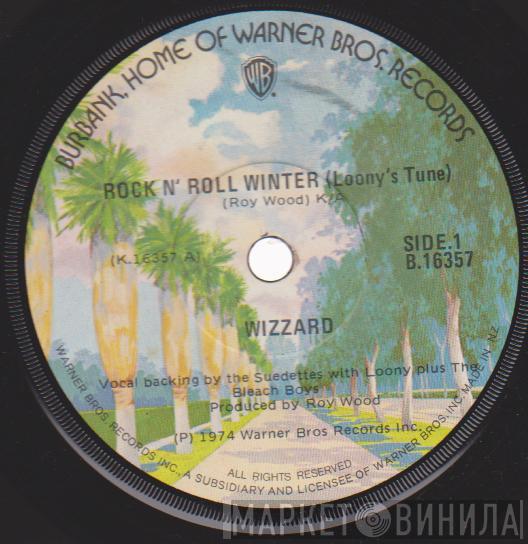 BURBANK, HOME OF WARNER BROS. RECORDS
WB
ROCK N' ROLL WINTER (Loony's Tune)
(Roy Wood) K/A
(K.16357 A)
SIDE.1
B.16357
WIZZARD
Vocal backing by the Suedettes with Loony plus The
Bleach Boys
Produced by Roy Wood
(P) 1974 Warner Bros Records Inc.
ALL RIGHTS RESERVED
WARNER BROS. RECORDS INC. A SUBSIDIARY AND LICENSEE OF WARNER BROS. INC. MADE IN NZ
МАРКЕТ ВИНИЛА